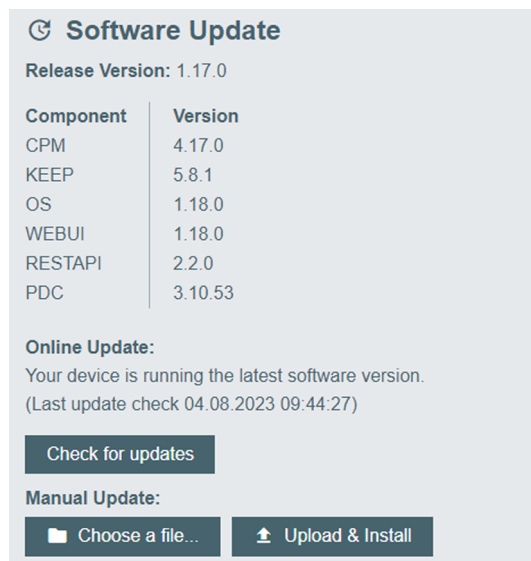 Software Update
Release Version: 1.17.0
Component Version
CPM 4.17.0
KEEP 5.8.1
OS 1.18.0
WEBUI 1.18.0
RESTAPI 2.2.0
PDC 3.10.53
Online Update:
Your device is running the latest software version.
(Last update check 04.08.2023 09:44:27)
Check for updates
Manual Update:
Choose a file... Upload & Install